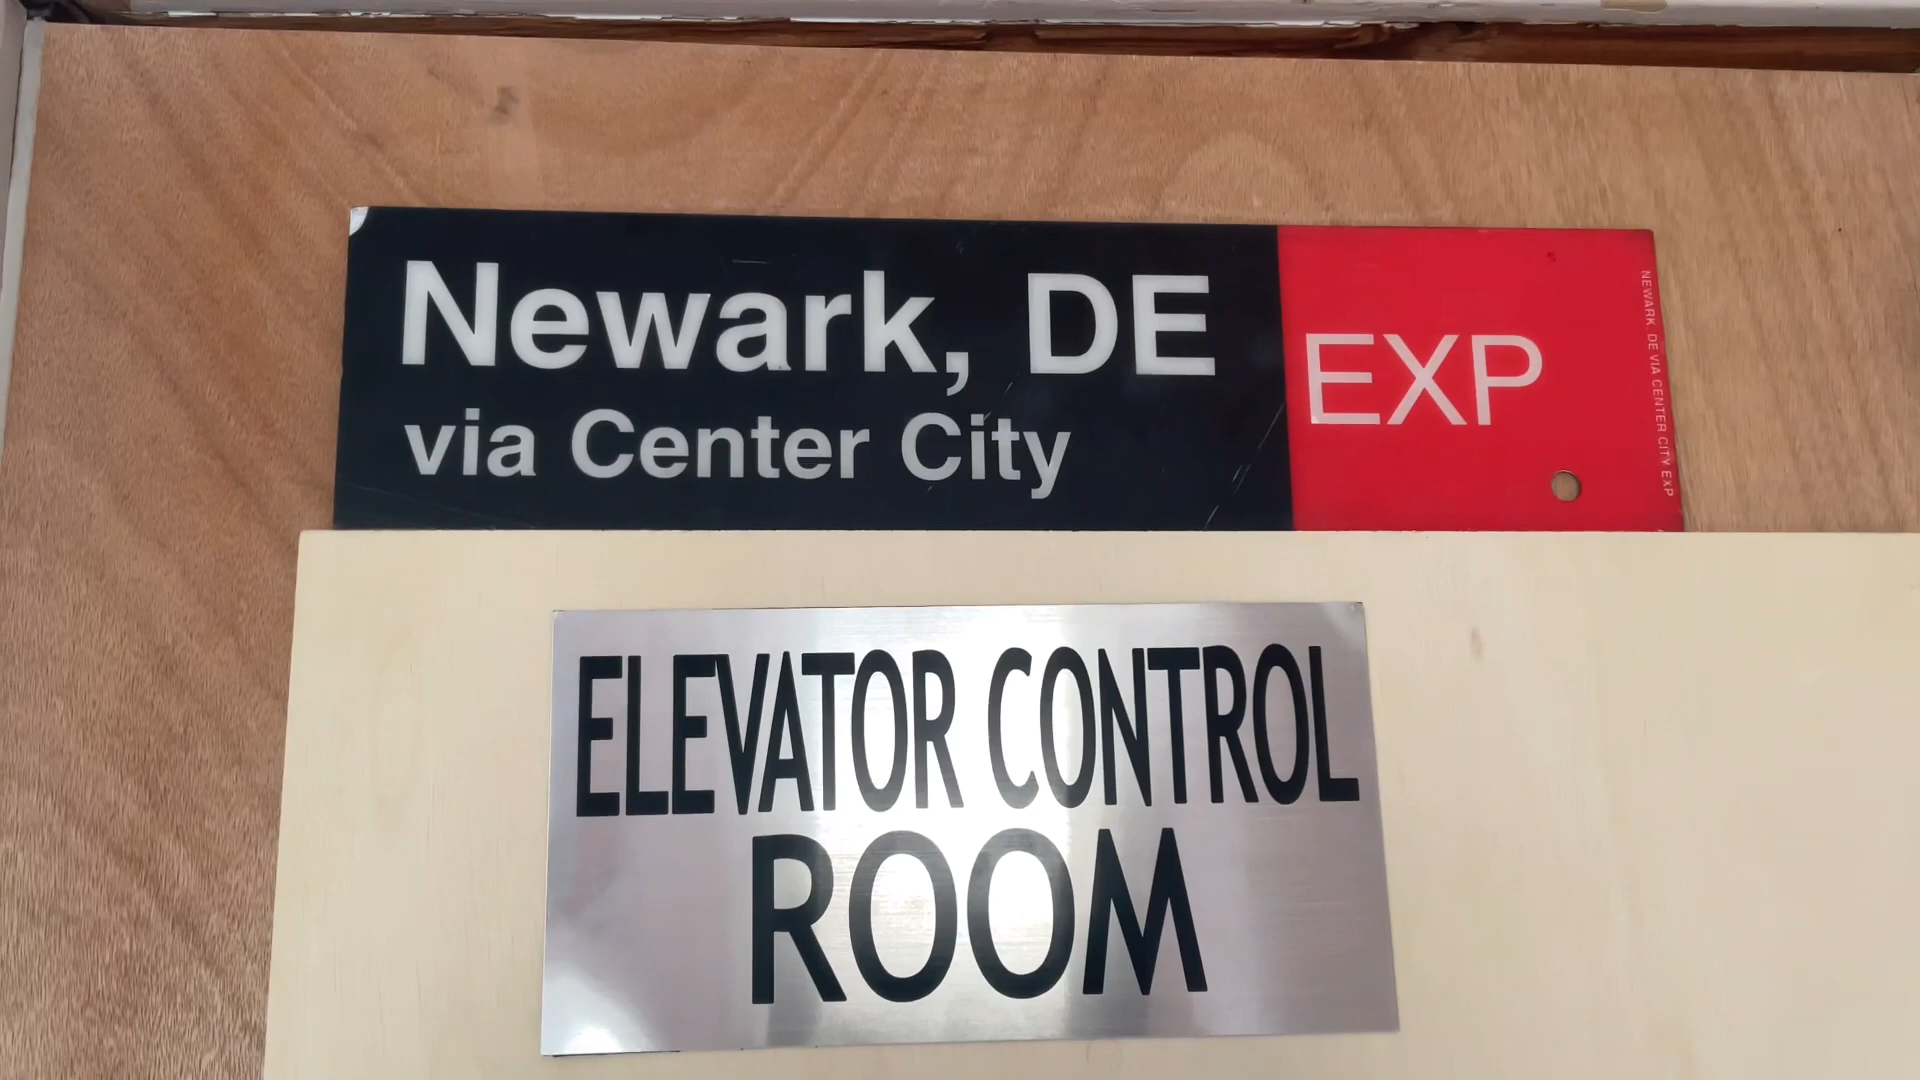 Newark, DE
via Center City
EXP
NEWARK, DE VIA CENTER CITY EXP
ELEVATOR CONTROL
ROOM